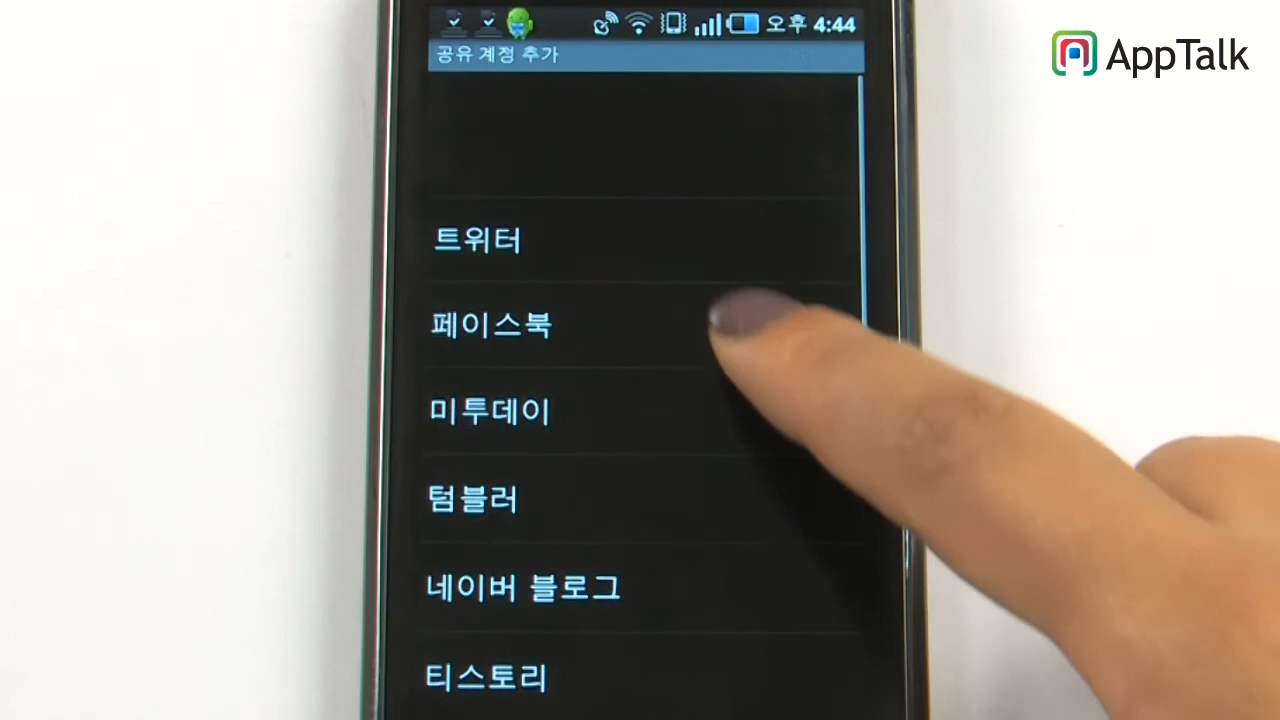 오후 4:44
공유 계정 추가
AppTalk
트위터
페이스북
미투데이
텀블러
네이버 블로그
티스토리